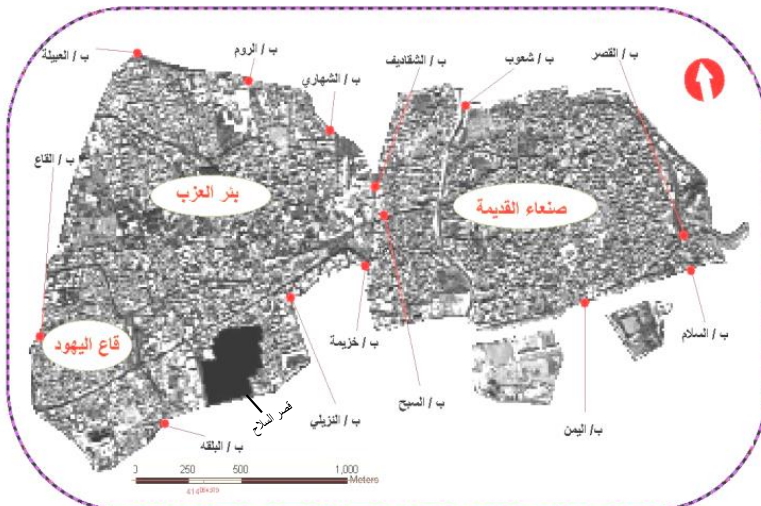 ب / العبيلة
ب / الروم
ب / الشهاري
ب / الشقاديف
ب / شعوب
ب / القصر
ب / القاع
بئر العزب
صنعاء القديمة
قاع اليهود
ب / خزيمة
ب / السلام
ب / النزيلي
ب / السبح
ب / اليمن
قصر السلاح
ب / البلقه
0 250 500 1,000
Meters